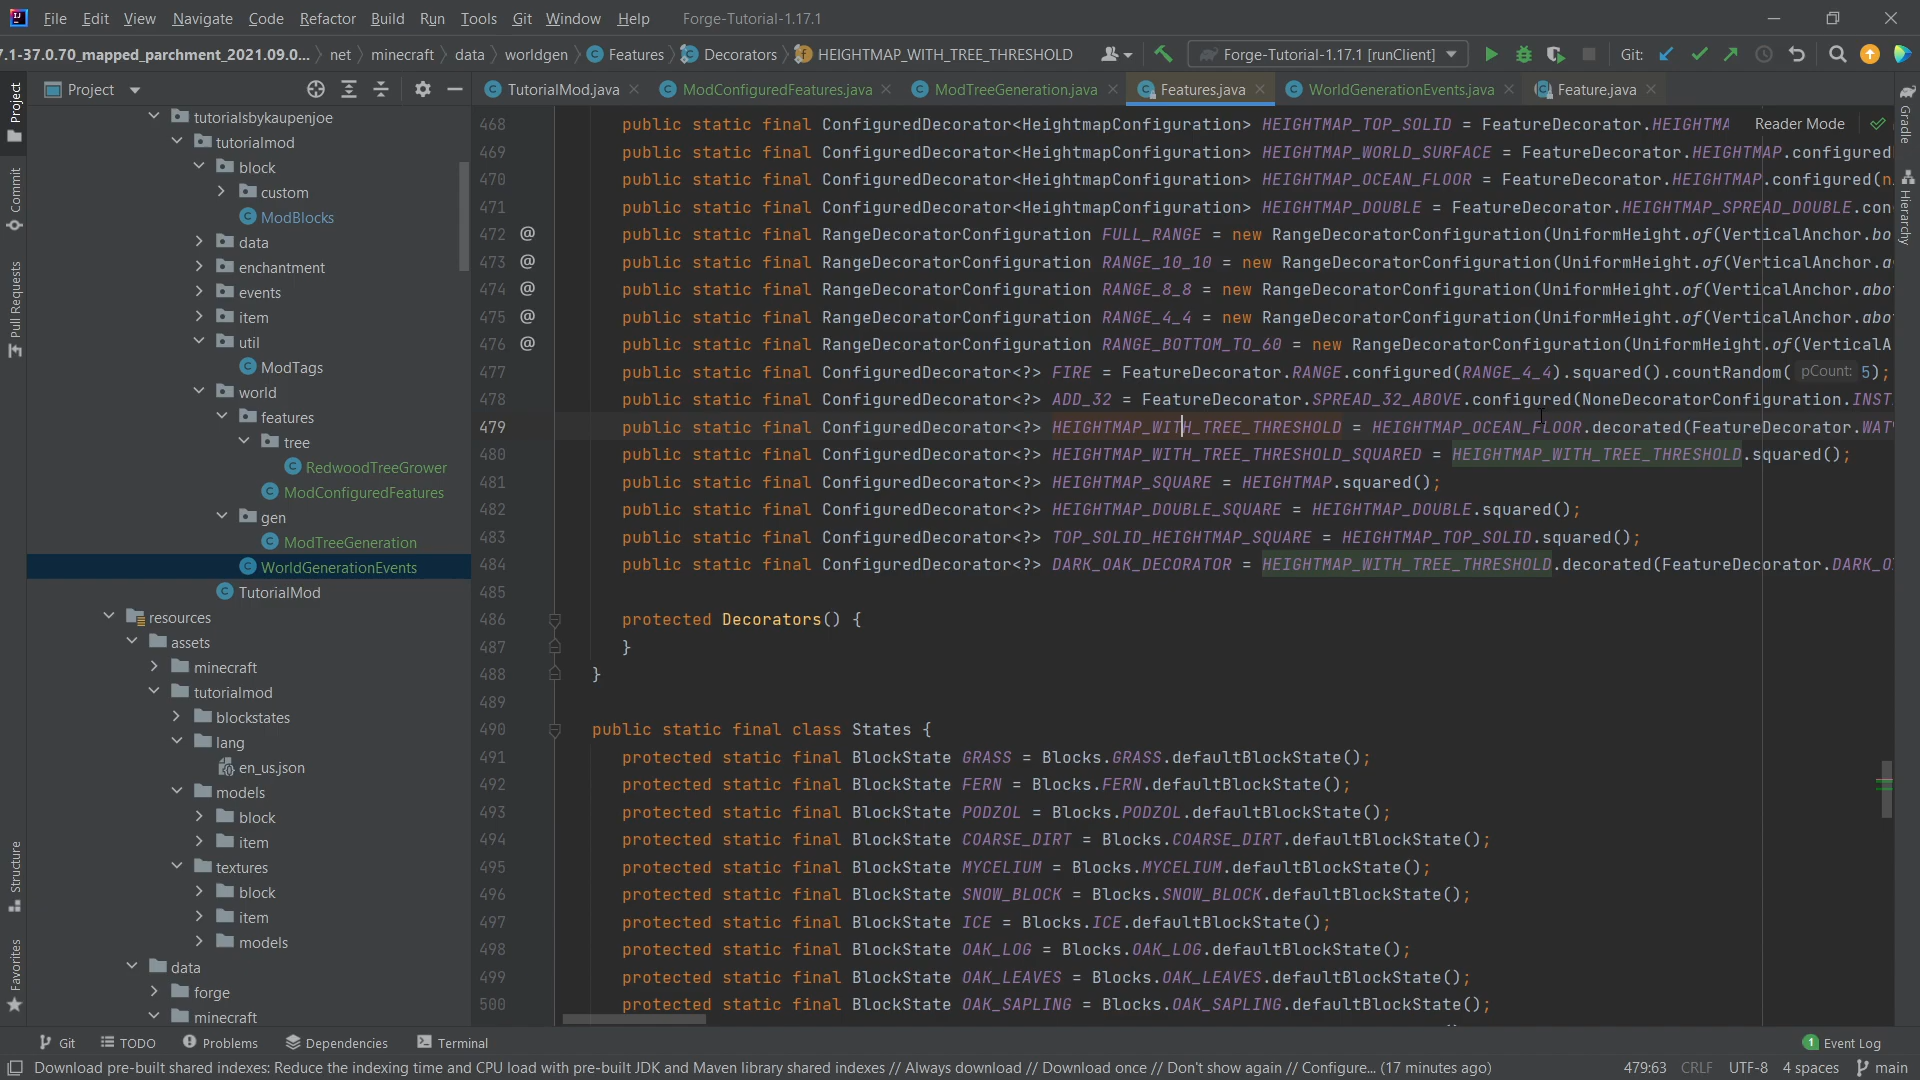 File Edit View Navigate Code Refactor Build Run Tools Git Window Help Forge-Tutorial-1.17.1
7.1-37.0.70_mapped_parchment_2021.09.0... net minecraft data worldgen Features Decorators HEIGHTMAP_WITH_TREE_THRESHOLD Forge-Tutorial-1.17.1 [runClient] Git:
Project TutorialMod.java ModConfiguredFeatures.java ModTreeGeneration.java Features.java WorldGenerationEvents.java Feature.java
Project
Commit
Pull Requests
Structure
Favorites
tutorialsbykaupenjoe
tutorialmod
block
custom
ModBlocks
data
enchantment
events
item
util
ModTags
world
features
tree
RedwoodTreeGrower
ModConfiguredFeatures
gen
ModTreeGeneration
WorldGenerationEvents
TutorialMod
resources
assets
minecraft
tutorialmod
blockstates
lang
en_us.json
models
block
item
textures
block
item
models
data
forge
minecraft
468 public static final ConfiguredDecorator<HeightmapConfiguration> HEIGHTMAP_TOP_SOLID = FeatureDecorator.HEIGHTMA Reader Mode
469 public static final ConfiguredDecorator<HeightmapConfiguration> HEIGHTMAP_WORLD_SURFACE = FeatureDecorator.HEIGHTMAP.configured
470 public static final ConfiguredDecorator<HeightmapConfiguration> HEIGHTMAP_OCEAN_FLOOR = FeatureDecorator.HEIGHTMAP.configured(n
471 public static final ConfiguredDecorator<HeightmapConfiguration> HEIGHTMAP_DOUBLE = FeatureDecorator.HEIGHTMAP_SPREAD_DOUBLE.con
472 @ public static final RangeDecoratorConfiguration FULL_RANGE = new RangeDecoratorConfiguration(UniformHeight.of(VerticalAnchor.bo
473 @ public static final RangeDecoratorConfiguration RANGE_10_10 = new RangeDecoratorConfiguration(UniformHeight.of(VerticalAnchor.a
474 @ public static final RangeDecoratorConfiguration RANGE_8_8 = new RangeDecoratorConfiguration(UniformHeight.of(VerticalAnchor.abo
475 @ public static final RangeDecoratorConfiguration RANGE_4_4 = new RangeDecoratorConfiguration(UniformHeight.of(VerticalAnchor.abo
476 @ public static final RangeDecoratorConfiguration RANGE_BOTTOM_TO_60 = new RangeDecoratorConfiguration(UniformHeight.of(VerticalA
477 public static final ConfiguredDecorator<?> FIRE = FeatureDecorator.RANGE.configured(RANGE_4_4).squared().countRandom( pCount: 5);
478 public static final ConfiguredDecorator<?> ADD_32 = FeatureDecorator.SPREAD_32_ABOVE.configured(NoneDecoratorConfiguration.INST
479 public static final ConfiguredDecorator<?> HEIGHTMAP_WITH_TREE_THRESHOLD = HEIGHTMAP_OCEAN_FLOOR.decorated(FeatureDecorator.WAT
480 public static final ConfiguredDecorator<?> HEIGHTMAP_WITH_TREE_THRESHOLD_SQUARED = HEIGHTMAP_WITH_TREE_THRESHOLD.squared();
481 public static final ConfiguredDecorator<?> HEIGHTMAP_SQUARE = HEIGHTMAP.squared();
482 public static final ConfiguredDecorator<?> HEIGHTMAP_DOUBLE_SQUARE = HEIGHTMAP_DOUBLE.squared();
483 public static final ConfiguredDecorator<?> TOP_SOLID_HEIGHTMAP_SQUARE = HEIGHTMAP_TOP_SOLID.squared();
484 public static final ConfiguredDecorator<?> DARK_OAK_DECORATOR = HEIGHTMAP_WITH_TREE_THRESHOLD.decorated(FeatureDecorator.DARK_O
485
486 protected Decorators() {
487 }
488 }
489
490 public static final class States {
491 protected static final BlockState GRASS = Blocks.GRASS.defaultBlockState();
492 protected static final BlockState FERN = Blocks.FERN.defaultBlockState();
493 protected static final BlockState PODZOL = Blocks.PODZOL.defaultBlockState();
494 protected static final BlockState COARSE_DIRT = Blocks.COARSE_DIRT.defaultBlockState();
495 protected static final BlockState MYCELIUM = Blocks.MYCELIUM.defaultBlockState();
496 protected static final BlockState SNOW_BLOCK = Blocks.SNOW_BLOCK.defaultBlockState();
497 protected static final BlockState ICE = Blocks.ICE.defaultBlockState();
498 protected static final BlockState OAK_LOG = Blocks.OAK_LOG.defaultBlockState();
499 protected static final BlockState OAK_LEAVES = Blocks.OAK_LEAVES.defaultBlockState();
500 protected static final BlockState OAK_SAPLING = Blocks.OAK_SAPLING.defaultBlockState();
Gradle
Hierarchy
Git TODO Problems Dependencies Terminal 1 Event Log
Download pre-built shared indexes: Reduce the indexing time and CPU load with pre-built JDK and Maven library shared indexes // Always download // Download once // Don't show again // Configure... (17 minutes ago) 479:63 CRLF UTF-8 4 spaces main